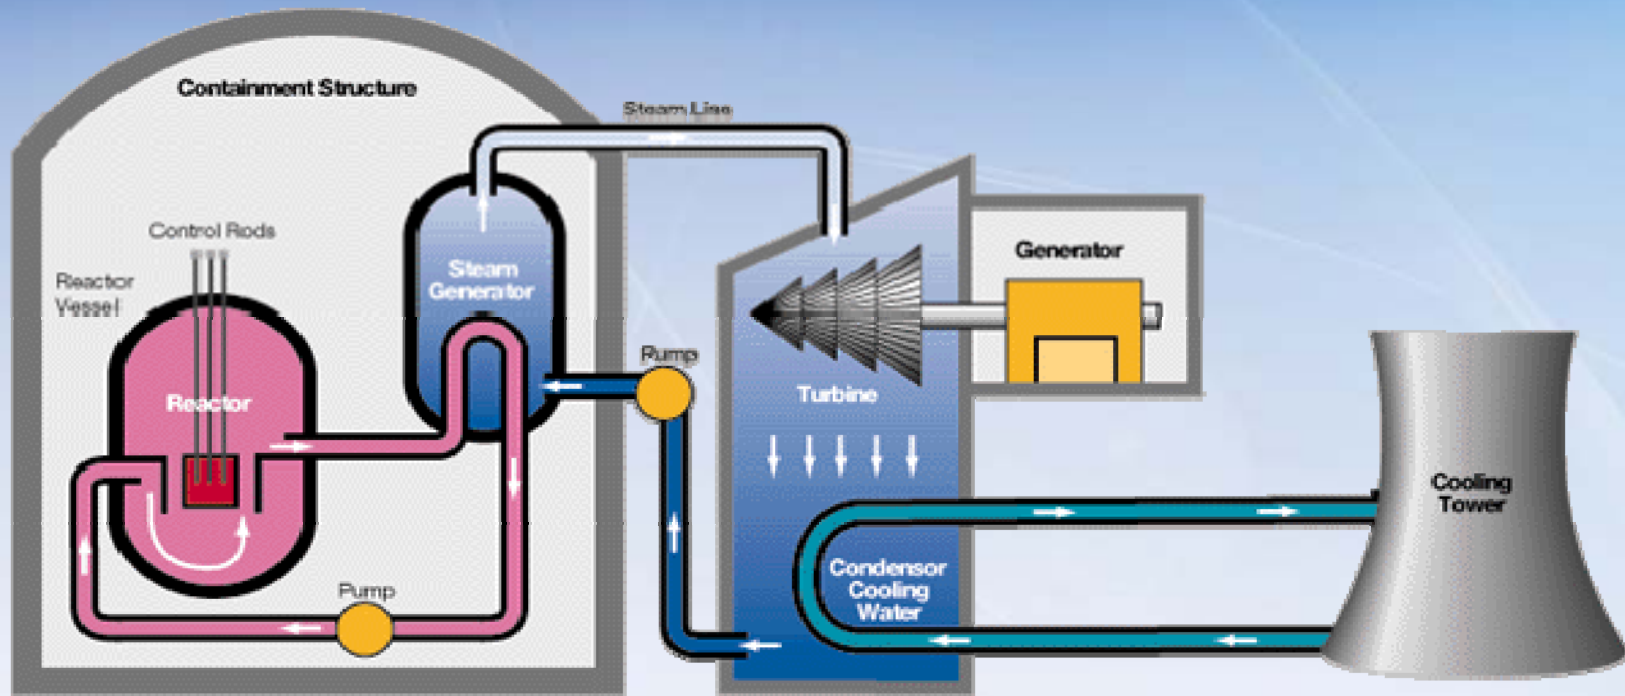 Containment Structure
Steam Line
Control Rods
Reactor
Vessel
Steam
Generator
Generator
Pump
Reactor
Turbine
Cooling
Tower
Condensor
Cooling
Water
Pump